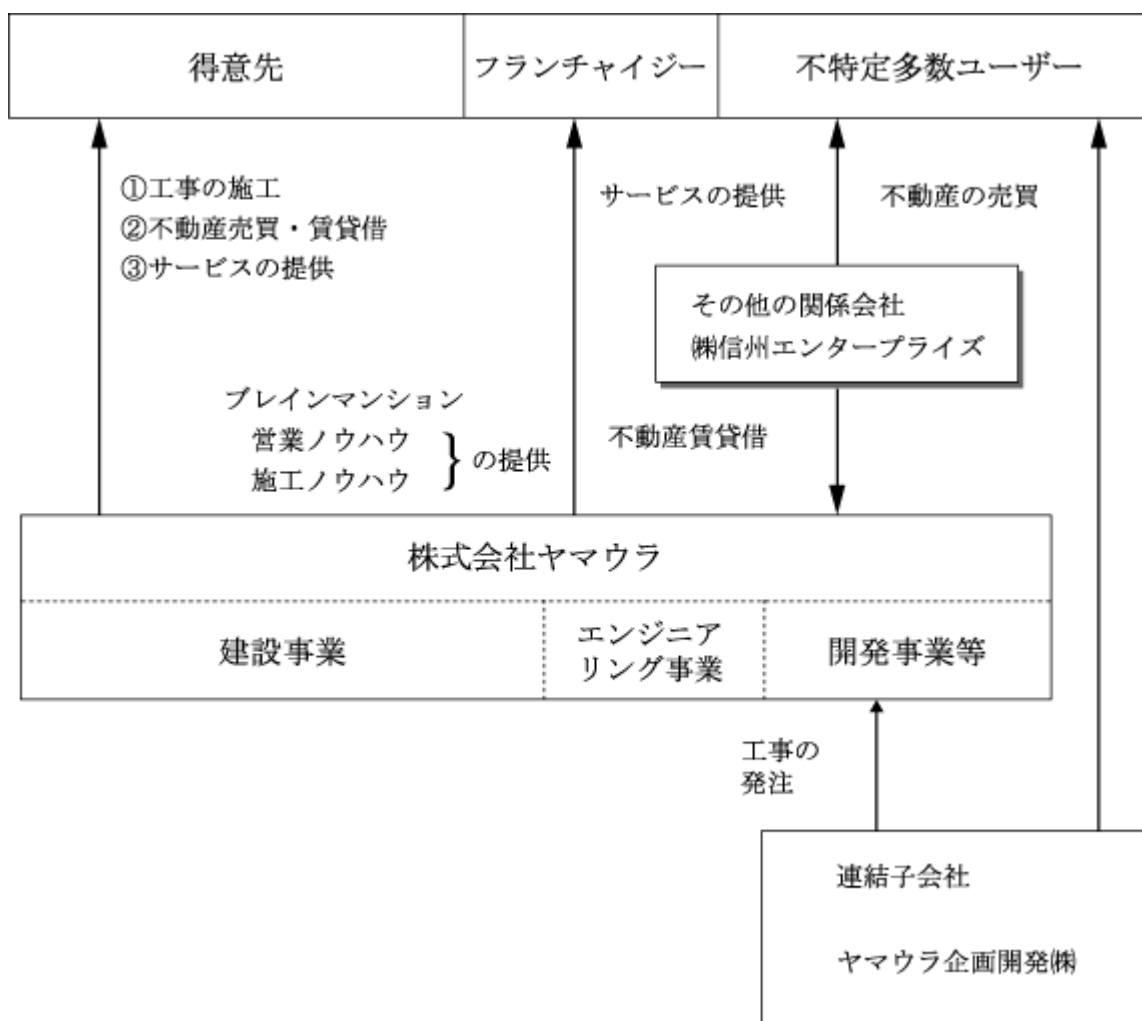 得意先
フランチャイジー
不特定多数ユーザー
①工事の施工
②不動産売買・賃貸借
③サービスの提供
サービスの提供
不動産の売買
その他の関係会社
㈱信州エンタープライズ
ブレインマンション
営業ノウハウ
施工ノウハウ
} の提供
不動産賃貸借
株式会社ヤマウラ
建設事業
エンジニア
リング事業
開発事業等
工事の
発注
連結子会社
ヤマウラ企画開発㈱